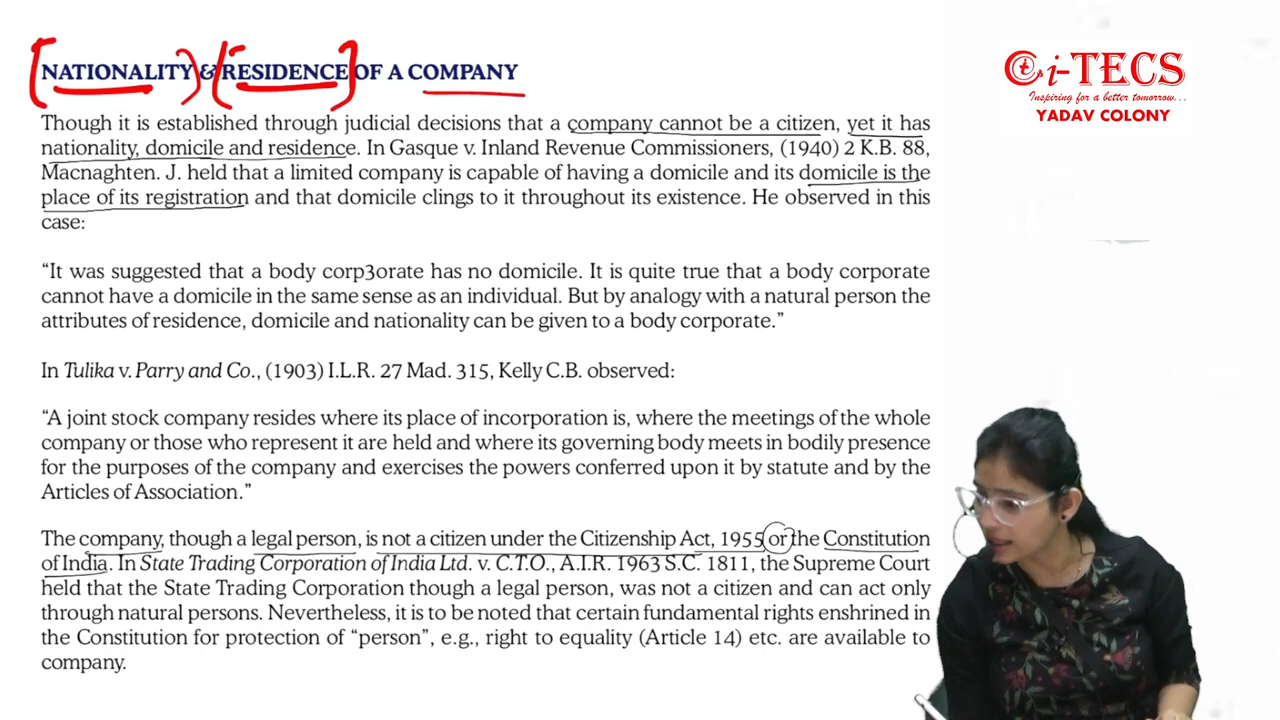 NATIONALITY & RESIDENCE OF A COMPANY
i-TECS
Inspiring for a better tomorrow...
YADAV COLONY
Though it is established through judicial decisions that a company cannot be a citizen, yet it has
nationality, domicile and residence. In Gasque v. Inland Revenue Commissioners, (1940) 2 K.B. 88,
Macnaghten. J. held that a limited company is capable of having a domicile and its domicile is the
place of its registration and that domicile clings to it throughout its existence. He observed in this
case:
“It was suggested that a body corp3orate has no domicile. It is quite true that a body corporate
cannot have a domicile in the same sense as an individual. But by analogy with a natural person the
attributes of residence, domicile and nationality can be given to a body corporate.”
In Tulika v. Parry and Co., (1903) I.L.R. 27 Mad. 315, Kelly C.B. observed:
“A joint stock company resides where its place of incorporation is, where the meetings of the whole
company or those who represent it are held and where its governing body meets in bodily presence
for the purposes of the company and exercises the powers conferred upon it by statute and by the
Articles of Association.”
The company, though a legal person, is not a citizen under the Citizenship Act, 1955 or the Constitution
of India. In State Trading Corporation of India Ltd. v. C.T.O., A.I.R. 1963 S.C. 1811, the Supreme Court
held that the State Trading Corporation though a legal person, was not a citizen and can act only
through natural persons. Nevertheless, it is to be noted that certain fundamental rights enshrined in
the Constitution for protection of “person”, e.g., right to equality (Article 14) etc. are available to
company.